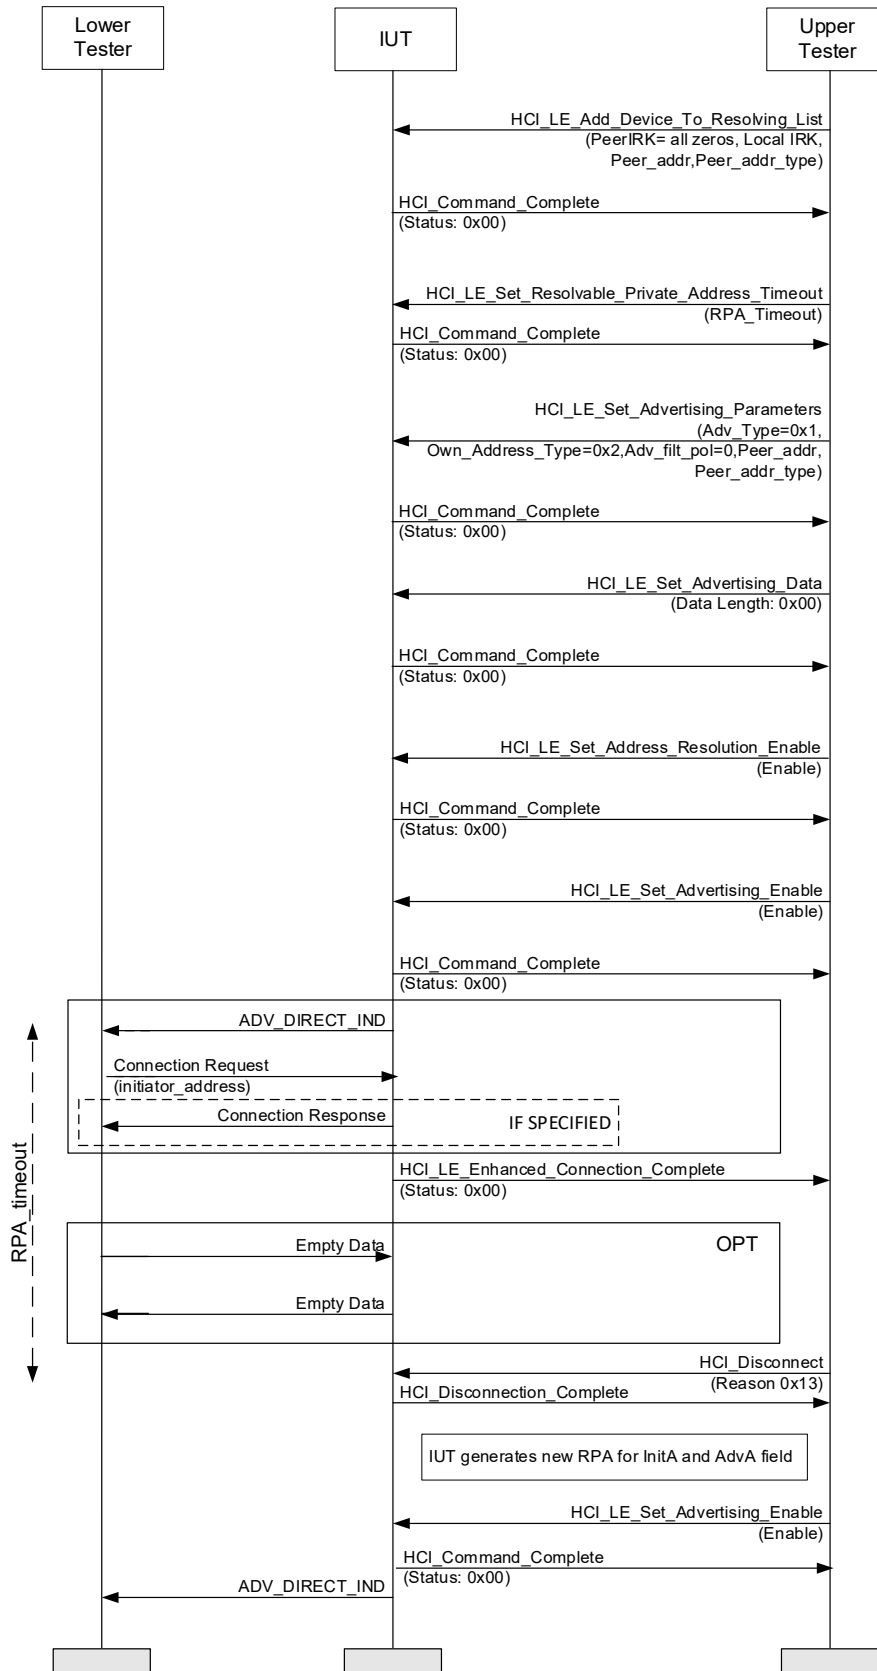 Lower
Tester
IUT
Upper
Tester
HCI_LE_Add_Device_To_Resolving_List
(PeerIRK= all zeros, Local IRK,
Peer_addr,Peer_addr_type)
HCI_Command_Complete
(Status: 0x00)
HCI_LE_Set_Resolvable_Private_Address_Timeout
(RPA_Timeout)
HCI_Command_Complete
(Status: 0x00)
HCI_LE_Set_Advertising_Parameters
(Adv_Type=0x1,
Own_Address_Type=0x2,Adv_filt_pol=0,Peer_addr,
Peer_addr_type)
HCI_Command_Complete
(Status: 0x00)
HCI_LE_Set_Advertising_Data
(Data Length: 0x00)
HCI_Command_Complete
(Status: 0x00)
HCI_LE_Set_Address_Resolution_Enable
(Enable)
HCI_Command_Complete
(Status: 0x00)
HCI_LE_Set_Advertising_Enable
(Enable)
HCI_Command_Complete
(Status: 0x00)
ADV_DIRECT_IND
Connection Request
(initiator_address)
Connection Response
IF SPECIFIED
RPA_timeout
HCI_LE_Enhanced_Connection_Complete
(Status: 0x00)
OPT
Empty Data
Empty Data
HCI_Disconnect
(Reason 0x13)
HCI_Disconnection_Complete
IUT generates new RPA for InitA and AdvA field
HCI_LE_Set_Advertising_Enable
(Enable)
HCI_Command_Complete
(Status: 0x00)
ADV_DIRECT_IND